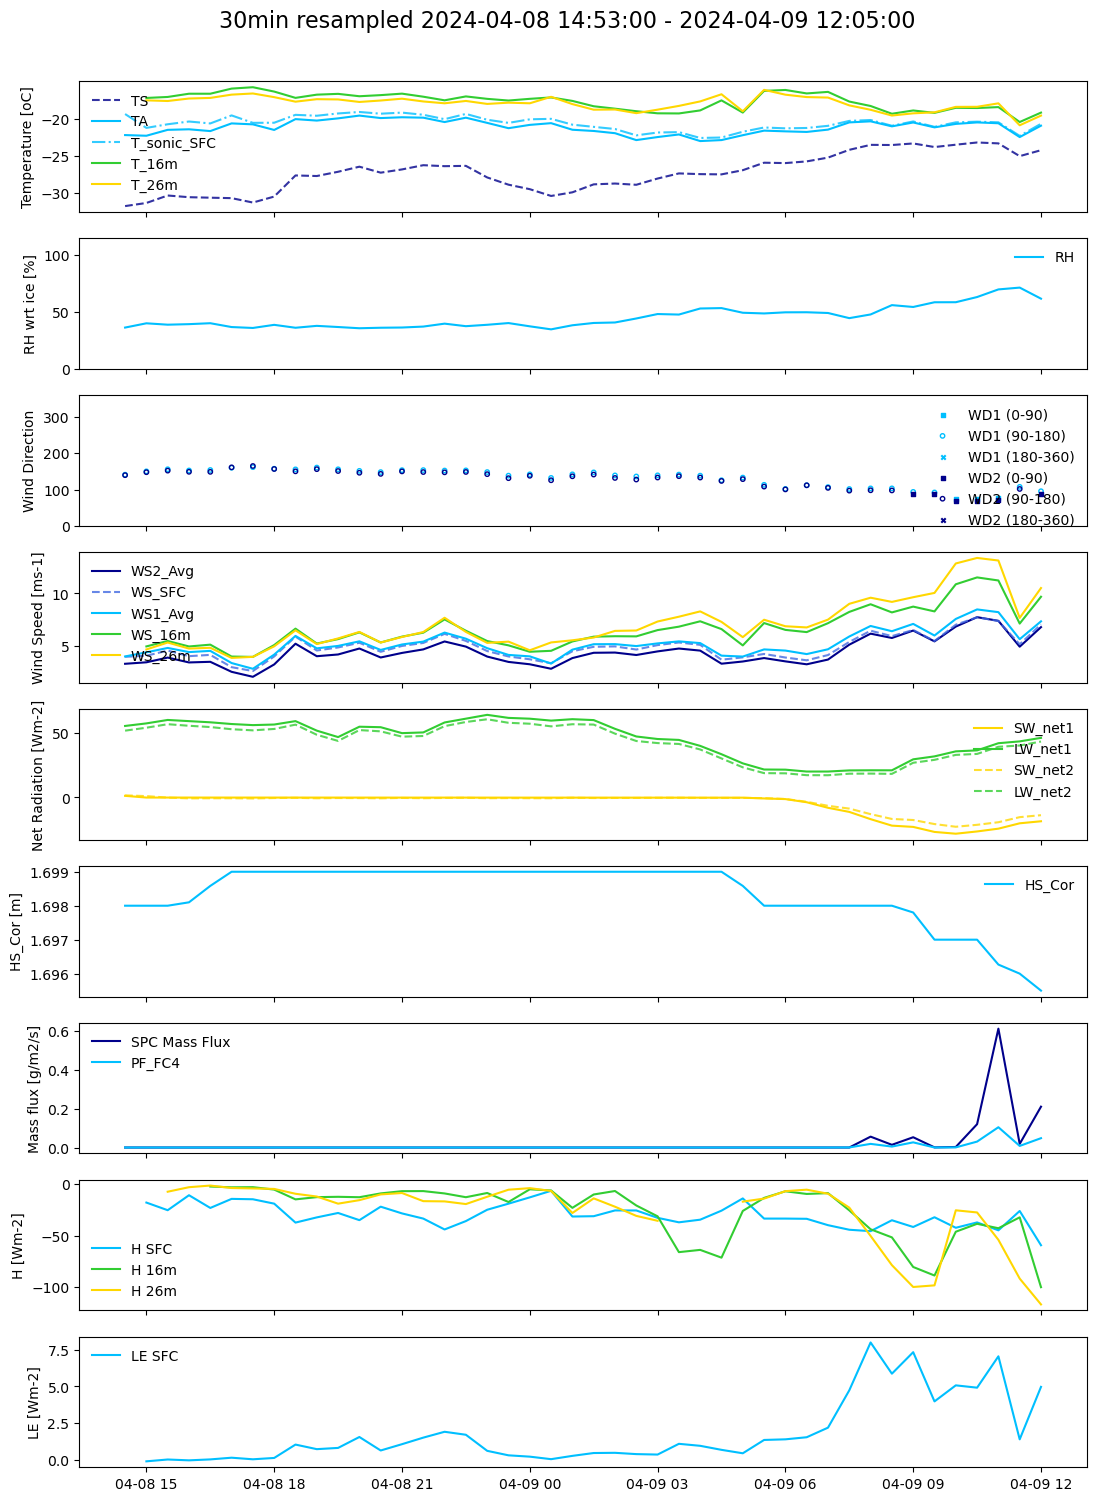 30min resampled 2024-04-08 14:53:00 - 2024-04-09 12:05:00
Temperature [oC]
−20
−25
−30
TS
TA
T_sonic_SFC
T_16m
T_26m
RH wrt ice [%]
100
50
0
RH
Wind Direction
300
200
100
0
WD1 (0-90)
WD1 (90-180)
WD1 (180-360)
WD2 (0-90)
WD2 (90-180)
WD2 (180-360)
Wind Speed [ms-1]
10
5
WS2_Avg
WS_SFC
WS1_Avg
WS_16m
WS_26m
Net Radiation [Wm-2]
50
0
SW_net1
LW_net1
SW_net2
LW_net2
HS_Cor [m]
1.699
1.698
1.697
1.696
HS_Cor
Mass flux [g/m2/s]
0.6
0.4
0.2
0.0
SPC Mass Flux
PF_FC4
H [Wm-2]
0
−50
−100
H SFC
H 16m
H 26m
LE [Wm-2]
7.5
5.0
2.5
0.0
LE SFC
04-08 15
04-08 18
04-08 21
04-09 00
04-09 03
04-09 06
04-09 09
04-09 12